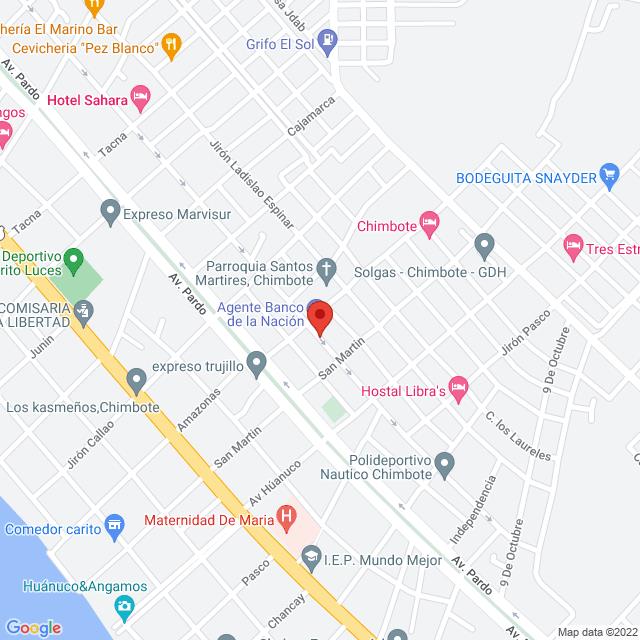 hería El Marino Bar
Cevicheria "Pez Blanco"
Jdab
Grifo El Sol
Av. Pardo
Hotel Sahara
Cajamarca
ngos
Tacna
Jirón Ladislao Espinar
BODEGUITA SNAYDER
Tacna
Expreso Marvisur
Chimbote
Tres Estr
Deportivo
rito Luces
Parroquia Santos
Martires, Chimbote
Solgas - Chimbote - GDH
Av. Pardo
COMISARIA
A LIBERTAD
Agente Banco
de la Nación
Jirón Pasco
Junin
San Martin
9 De Octubre
expreso trujillo
Hostal Libra's
Los kasmeños,Chimbote
Amazonas
C. los Laureles
Jirón Callao
San Martin
Polideportivo
Nautico Chimbote
Av Húanuco
Independencia
Maternidad De Maria
H
Comedor carito
9 De Octubre
I.E.P. Mundo Mejor
Av. Pardo
Pasco
Huánuco&Angamos
Chancay
Google
Map data ©2022